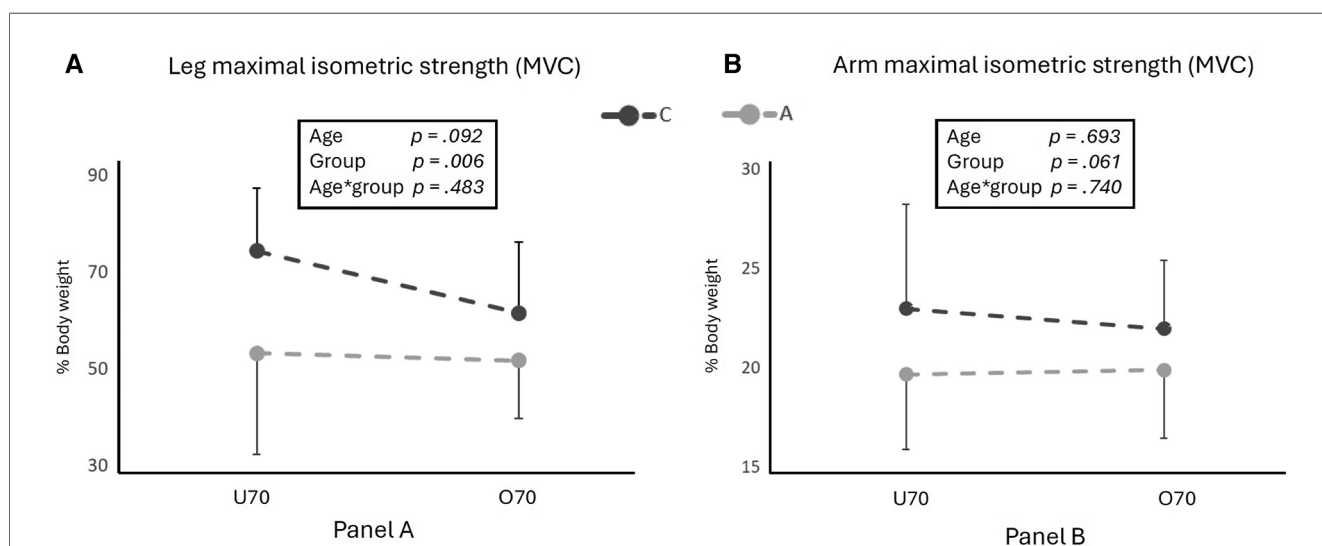 A Leg maximal isometric strength (MVC)
B Arm maximal isometric strength (MVC)
C
A
Age p = .092
Group p = .006
Age*group p = .483
90
70
50
30
% Body weight
U70 O70
Panel A
Age p = .693
Group p = .061
Age*group p = .740
30
25
20
15
% Body weight
U70 O70
Panel B